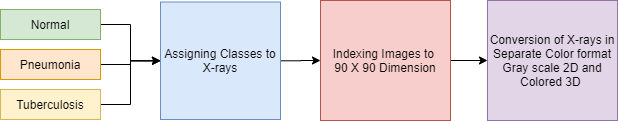 Normal
Pneumonia
Tuberculosis
Assigning Classes to
X-rays
Indexing Images to
90 X 90 Dimension
Conversion of X-rays in
Separate Color format
Gray scale 2D and
Colored 3D